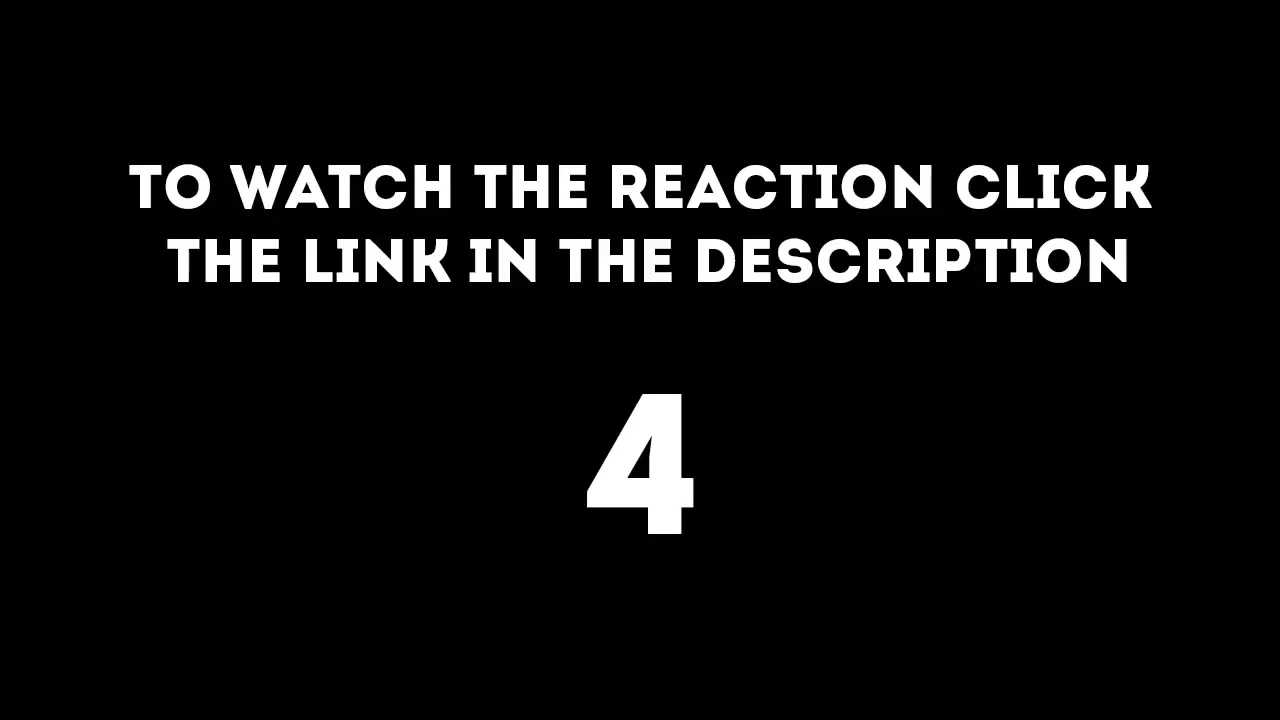 TO WATCH THE REACTION CLICK
THE LINK IN THE DESCRIPTION
4